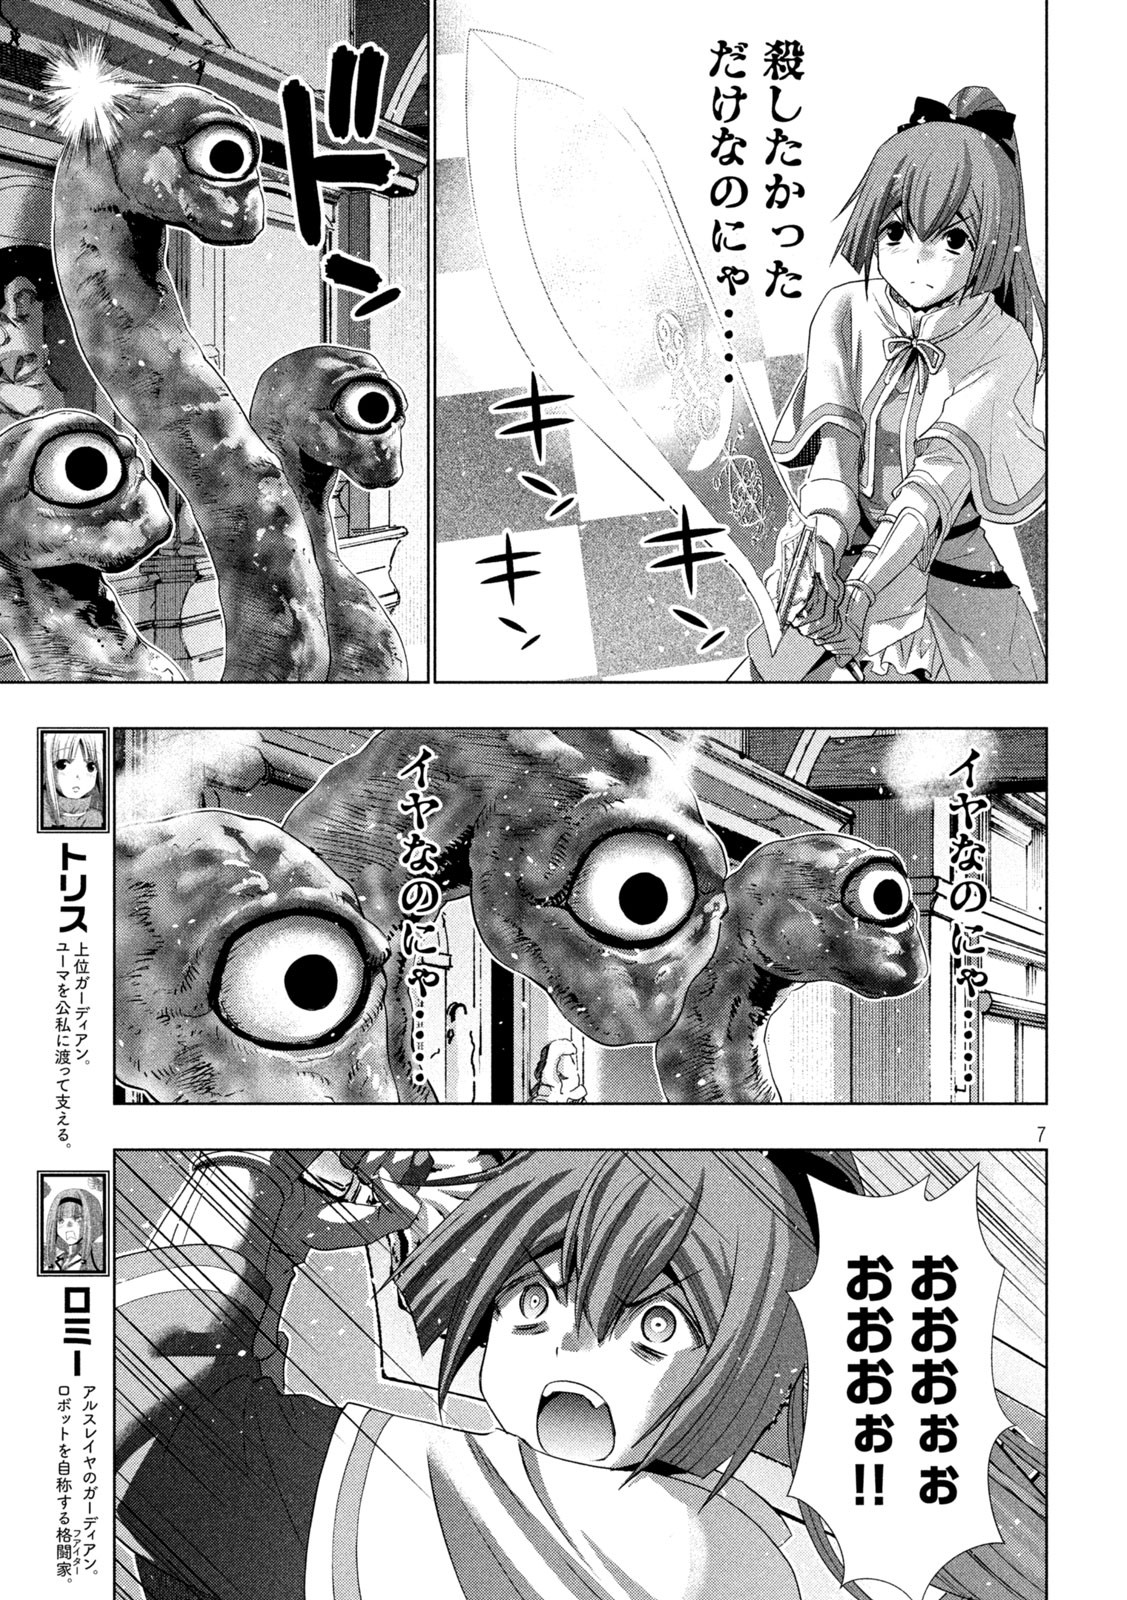 殺したかった
だけなのにゃ‥‥
キン
キン
ドドン
イヤなのにゃ‥‥‥
イヤなのにゃ‥‥‥
7
おおおおぉぉ
おおおおぉ!!
トリス
上位ガーディアン。
ユーマを公私に渡って支える。
ロミー
アルスレイヤのガーディアン。
ロボットを自称する格闘家。
ファイター